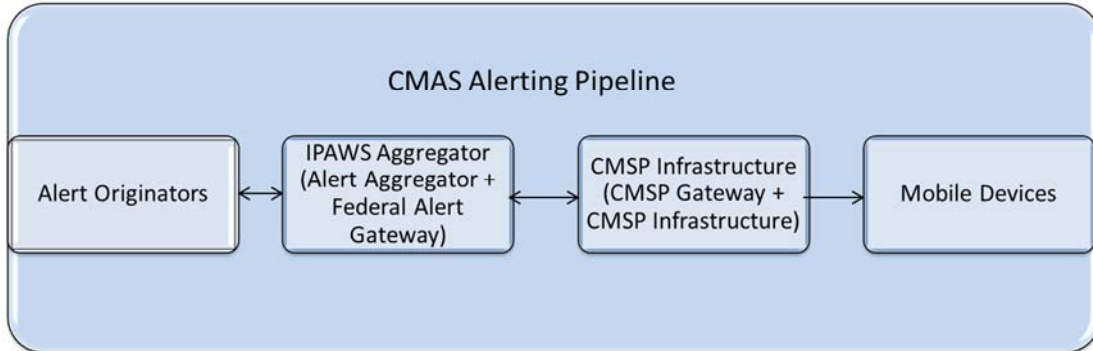 CMAS Alerting Pipeline
Alert Originators
IPAWS Aggregator
(Alert Aggregator +
Federal Alert
Gateway)
CMSP Infrastructure
(CMSP Gateway +
CMSP Infrastructure)
Mobile Devices